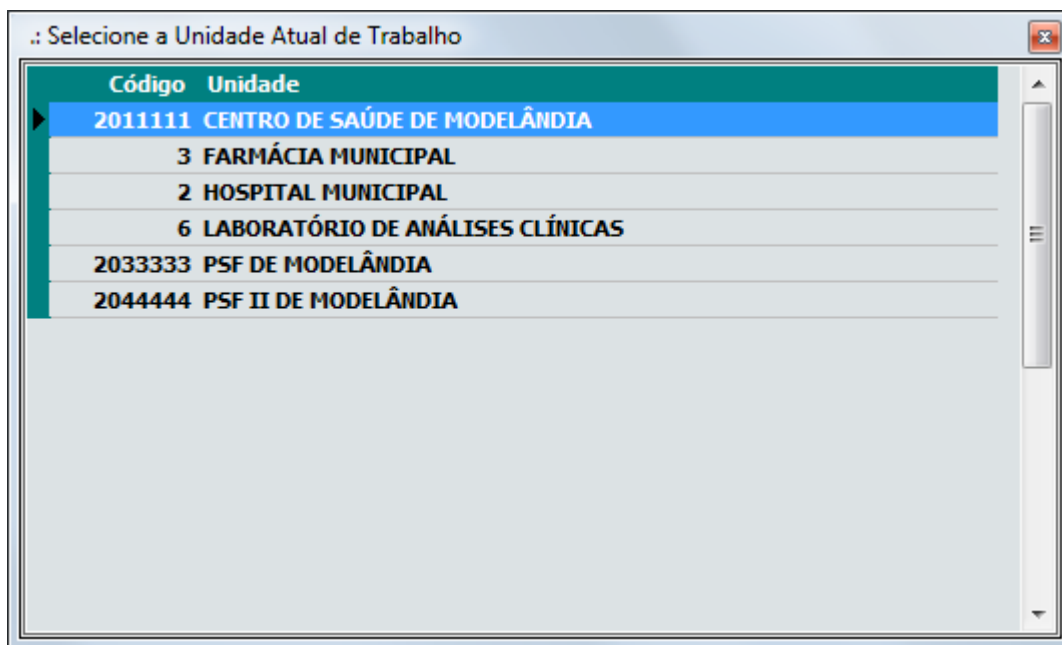 .: Selecione a Unidade Atual de Trabalho
Código Unidade
2011111 CENTRO DE SAÚDE DE MODELÂNDIA
3 FARMÁCIA MUNICIPAL
2 HOSPITAL MUNICIPAL
6 LABORATÓRIO DE ANÁLISES CLÍNICAS
2033333 PSF DE MODELÂNDIA
2044444 PSF II DE MODELÂNDIA